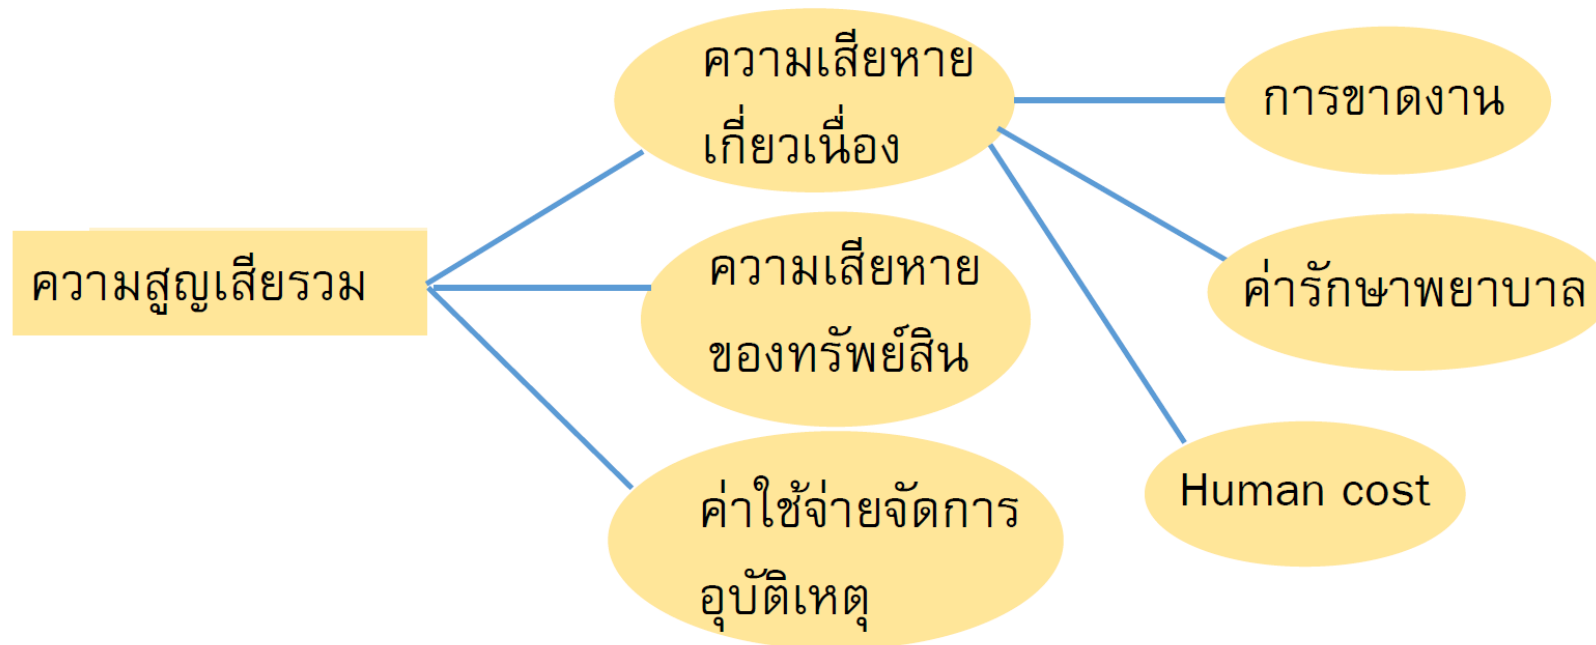 ความสูญเสียรวม
ความเสียหาย
เกี่ยวเนื่อง
ความเสียหาย
ของทรัพย์สิน
ค่าใช้จ่ายจัดการ
อุบัติเหตุ
การขาดงาน
ค่ารักษาพยาบาล
Human cost